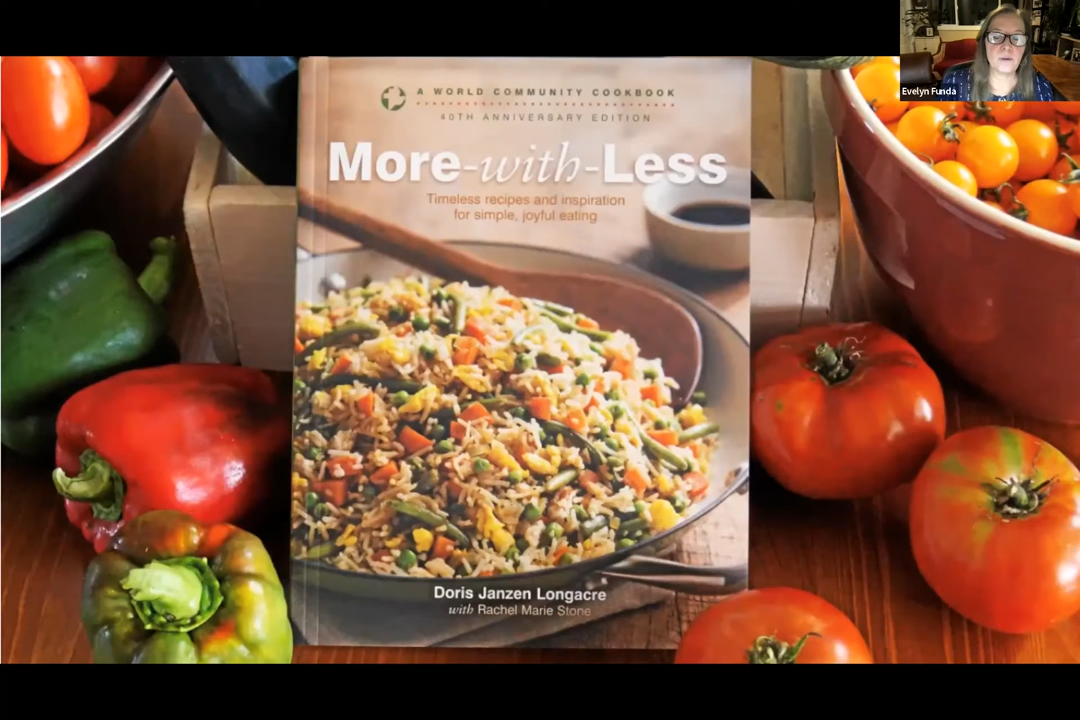 Evelyn Funda
A WORLD COMMUNITY COOKBOOK
40TH ANNIVERSARY EDITION
More-with-Less
Timeless recipes and inspiration
for simple, joyful eating
Doris Janzen Longacre
with Rachel Marie Stone